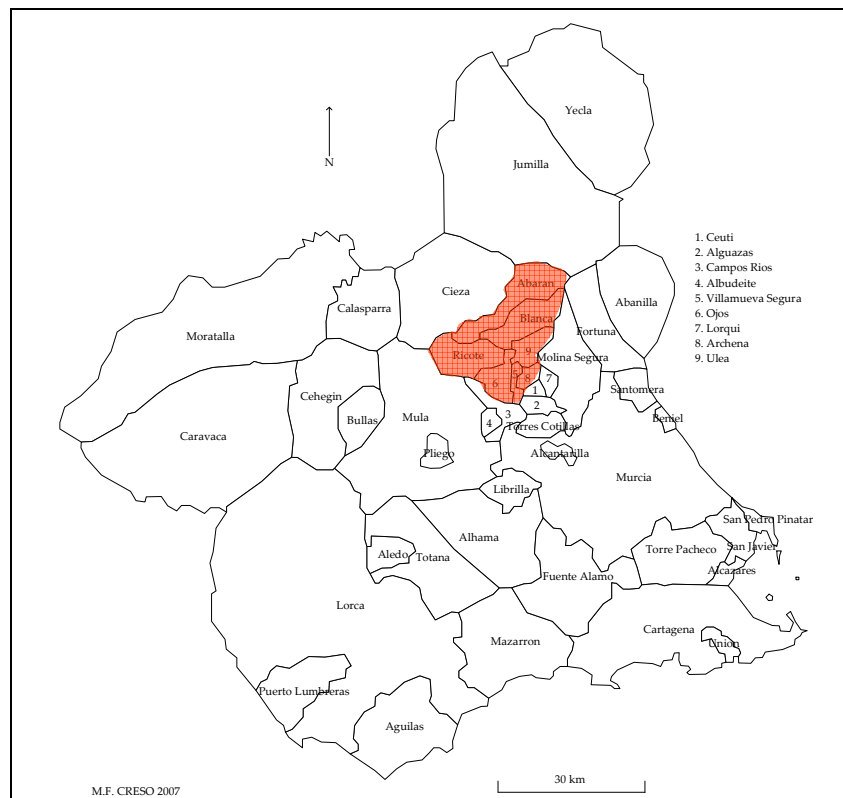 Yecla
Jumilla
N
1. Ceuti
2. Alguazas
3. Campos Rios
4. Albudeite
5. Villamueva Segura
6. Ojos
7. Lorqui
8. Archena
9. Ulea
Abaran
Cieza
Abanilla
Calasparra
Blanca
Fortuna
Moratalla
9
Ricote
Molina Segura
5
8
7
6
1
Santomera
Cehegin
2
Bullas
Mula
3
Beniel
4
Torres Cotillas
Caravaca
Pliego
Alcantarilla
Murcia
Librilla
San Pedro Pinatar
Alhama
San Javier
Torre Pacheco
Aledo
Totana
Alcazares
Fuente Alamo
Lorca
Cartagena
Mazarron
Union
Puerto Lumbreras
Aguilas
30 km
M.F. CRESO 2007